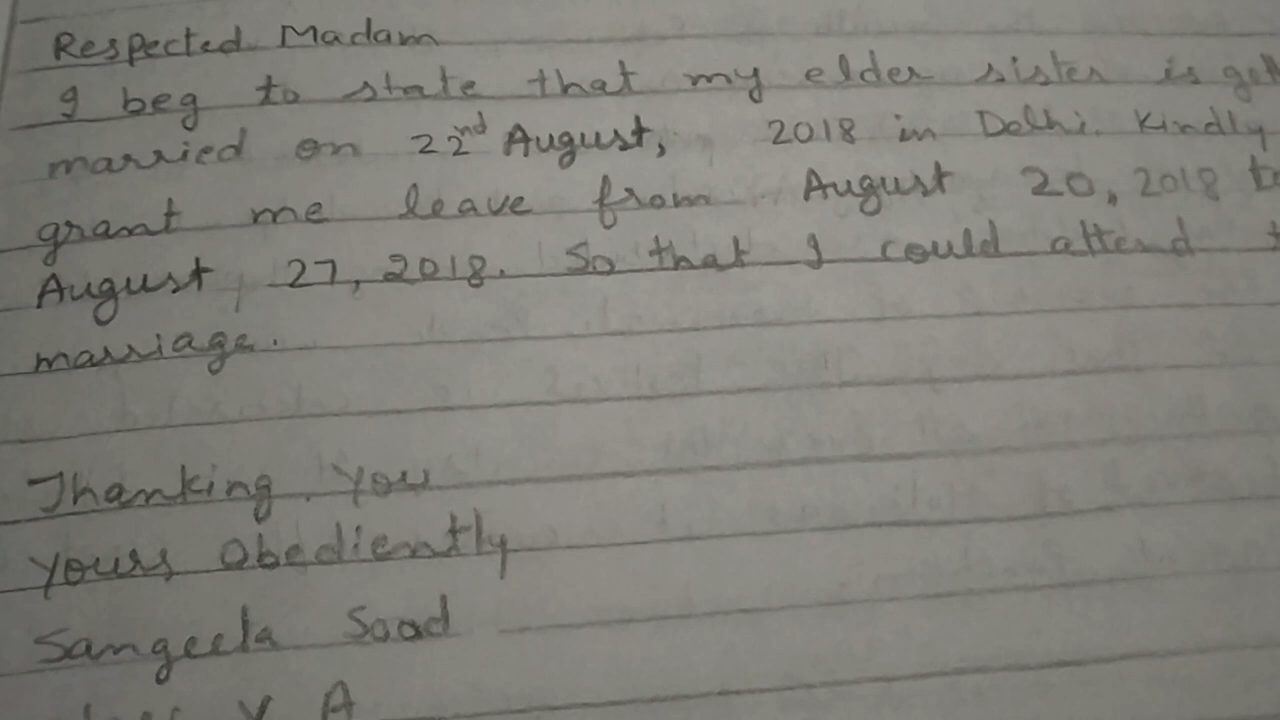 Respected Madam
I beg to state that my elder sister is
married on 22nd August, 2018 in Delhi. Kindly
grant me leave from August 20, 2018
August, 27, 2018. So that I could attend
marriage.
Thanking you
yours obediently
Sangeeta Sood
V A